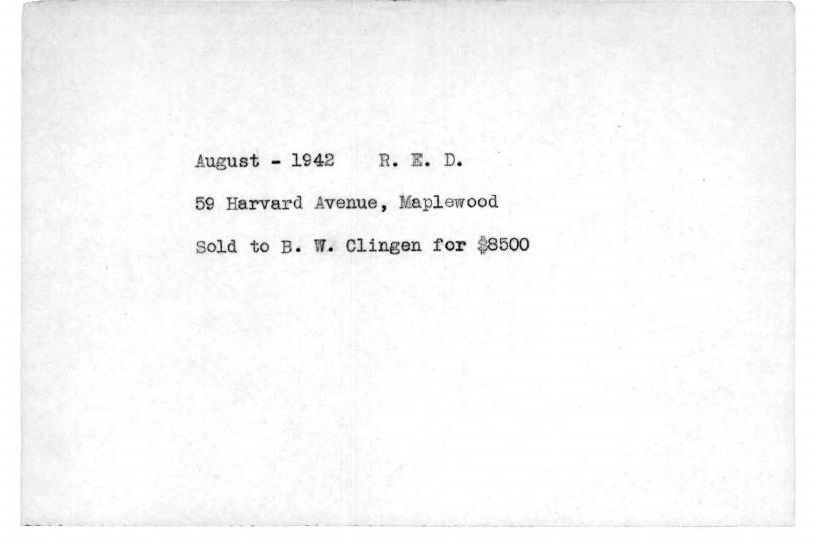 August - 1942 R. E. D.
59 Harvard Avenue, Maplewood
Sold to B. W. Clingen for $8500